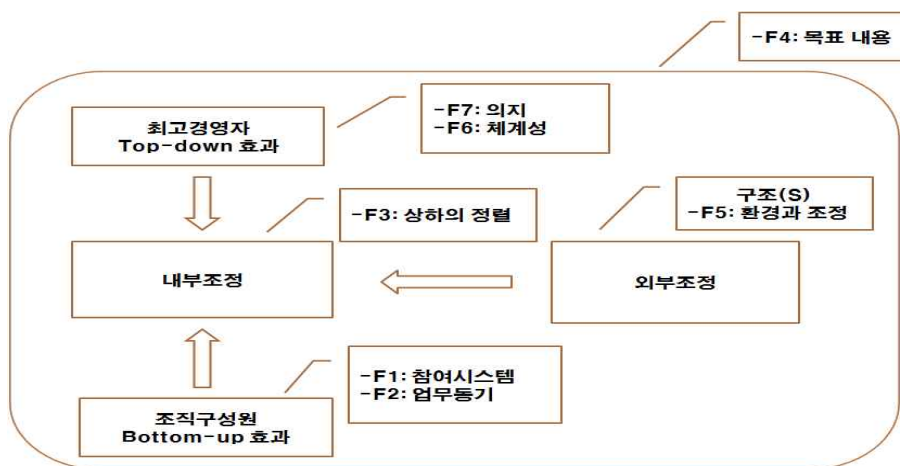 -F4: 목표 내용
최고경영자
Top-down 효과
-F7: 의지
-F6: 체계성
-F3: 상하의 정렬
구조(S)
-F5: 환경과 조정
내부조정
외부조정
-F1: 참여시스템
-F2: 업무동기
조직구성원
Bottom-up 효과